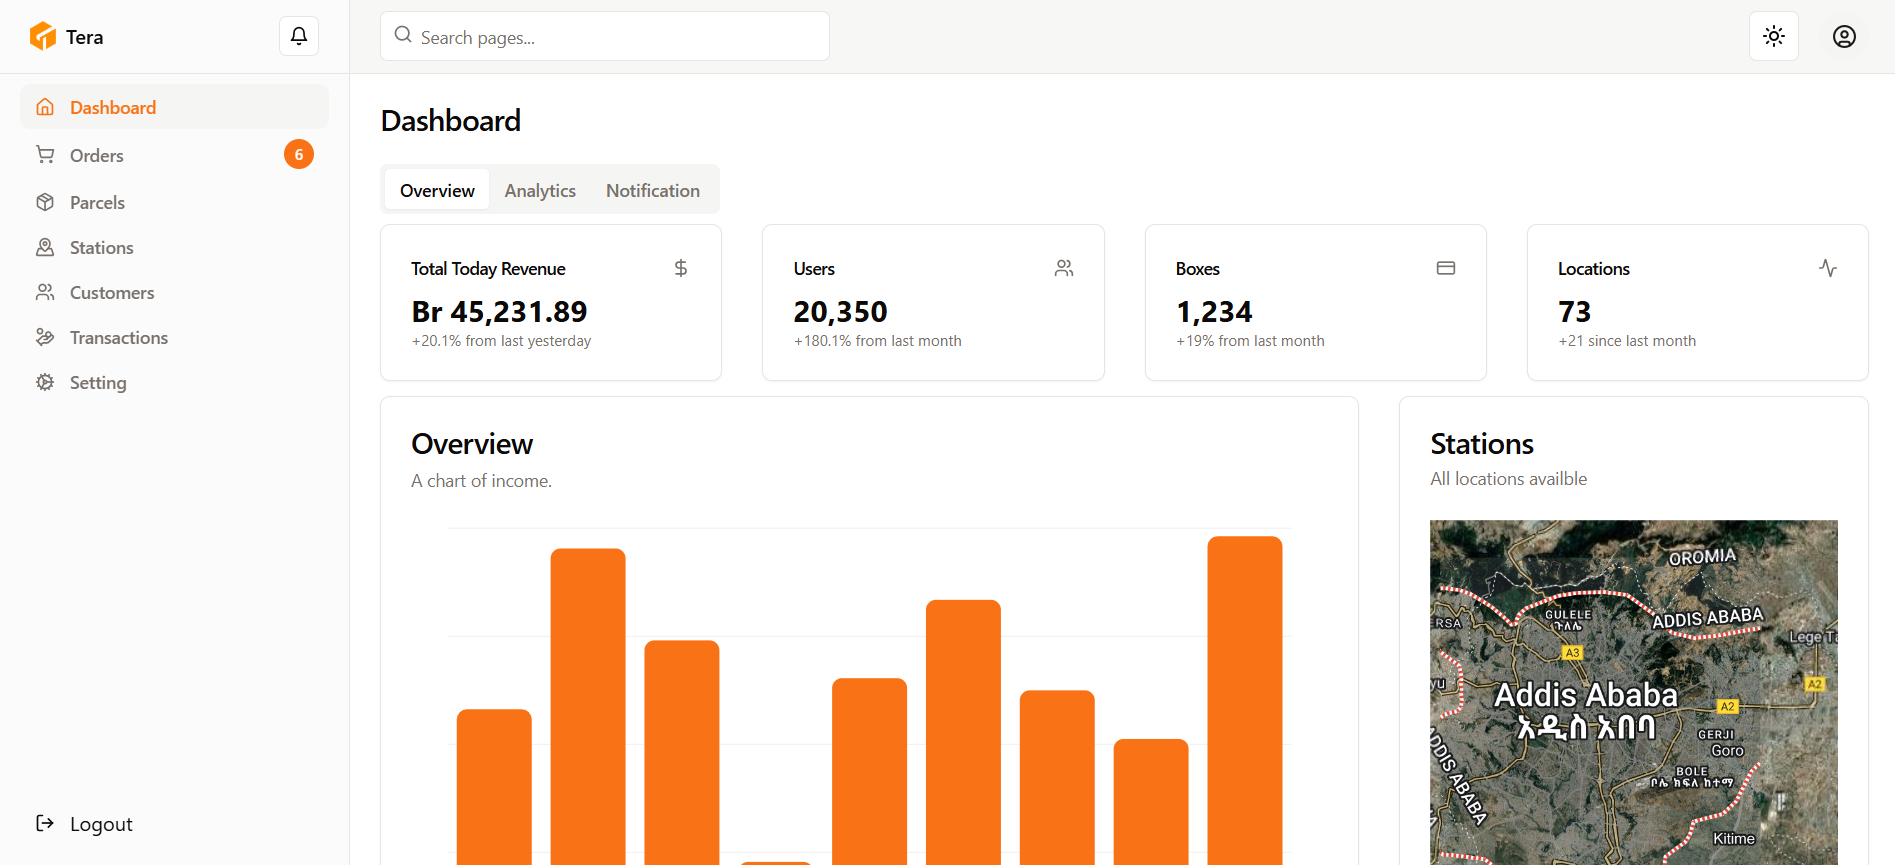 Tera
Search pages...
Dashboard
Orders
6
Parcels
Stations
Customers
Transactions
Setting
Logout
Dashboard
Overview
Analytics
Notification
Total Today Revenue
$
Br 45,231.89
+20.1% from last yesterday
Users
20,350
+180.1% from last month
Boxes
1,234
+19% from last month
Locations
73
+21 since last month
Overview
A chart of income.
Stations
All locations availble
OROMIA
GULELE
ጉለሌ
ADDIS ABABA
ERSA
Lege Ta
A3
yu
A2
Addis Ababa
አዲስ አበባ
A2
GERJI
Goro
BOLE
ቦሌ ክፍለ ከተማ
ADDIS ABABA
Kitime